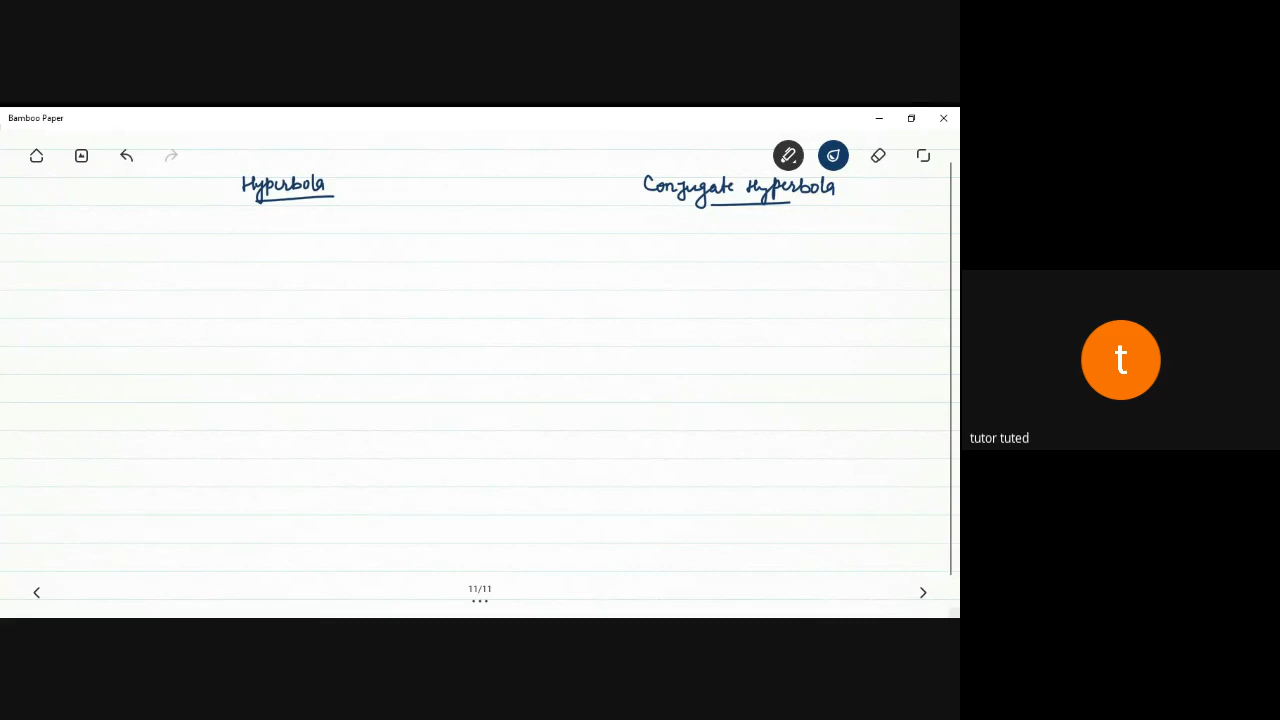 Bamboo Paper
Hyperbola
Conjugate Hyperbola
t
tutor tuted
11/11